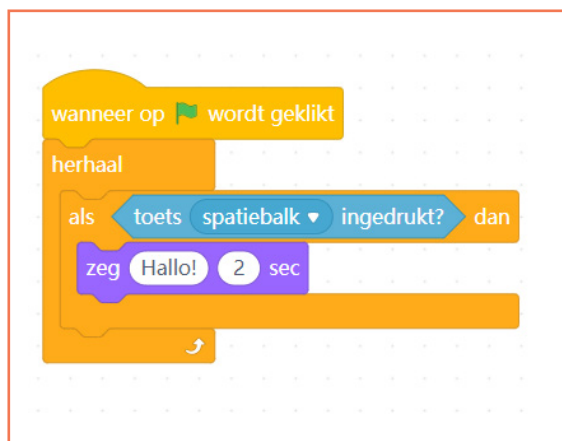 wanneer op wordt geklikt
herhaal
als toets spatiebalk ingedrukt? dan
zeg Hallo! 2 sec